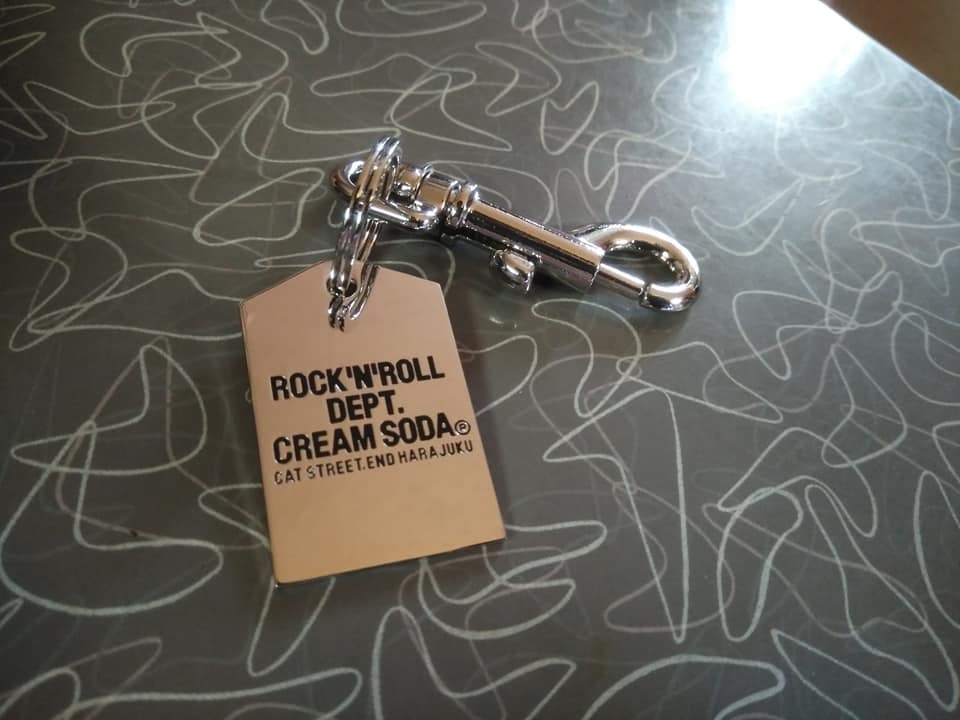 ROCK'N'ROLL
DEPT.
CREAM SODA®
CAT STREET.END HARAJUKU